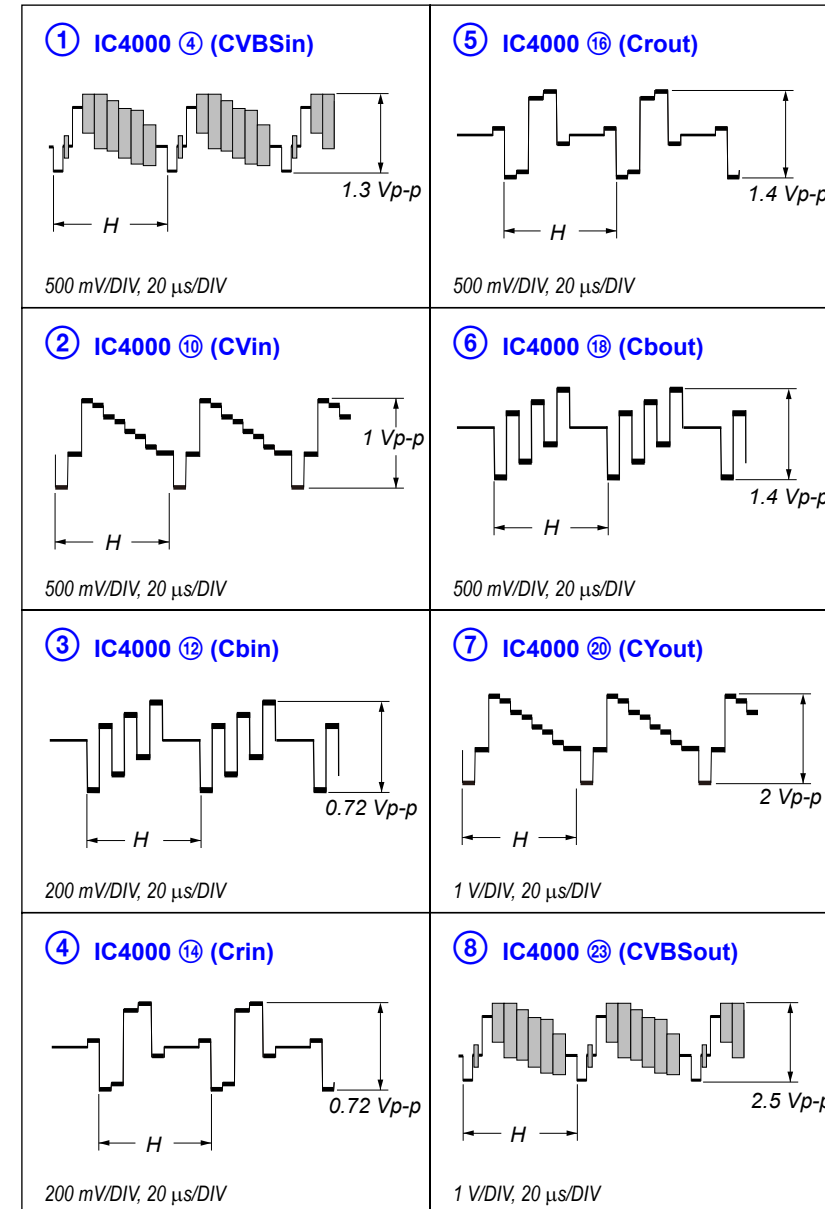 ① IC4000 ④ (CVBSin)
1.3 Vp-p
H
500 mV/DIV, 20 µs/DIV
② IC4000 ⑩ (CVin)
1 Vp-p
H
500 mV/DIV, 20 µs/DIV
③ IC4000 ⑫ (Cbin)
0.72 Vp-p
H
200 mV/DIV, 20 µs/DIV
④ IC4000 ⑭ (Crin)
0.72 Vp-p
H
200 mV/DIV, 20 µs/DIV
⑤ IC4000 ⑯ (Crout)
1.4 Vp-p
H
500 mV/DIV, 20 µs/DIV
⑥ IC4000 ⑱ (Cbout)
1.4 Vp-p
H
500 mV/DIV, 20 µs/DIV
⑦ IC4000 ⑳ (CYout)
2 Vp-p
H
1 V/DIV, 20 µs/DIV
⑧ IC4000 ㉓ (CVBSout)
2.5 Vp-p
H
1 V/DIV, 20 µs/DIV